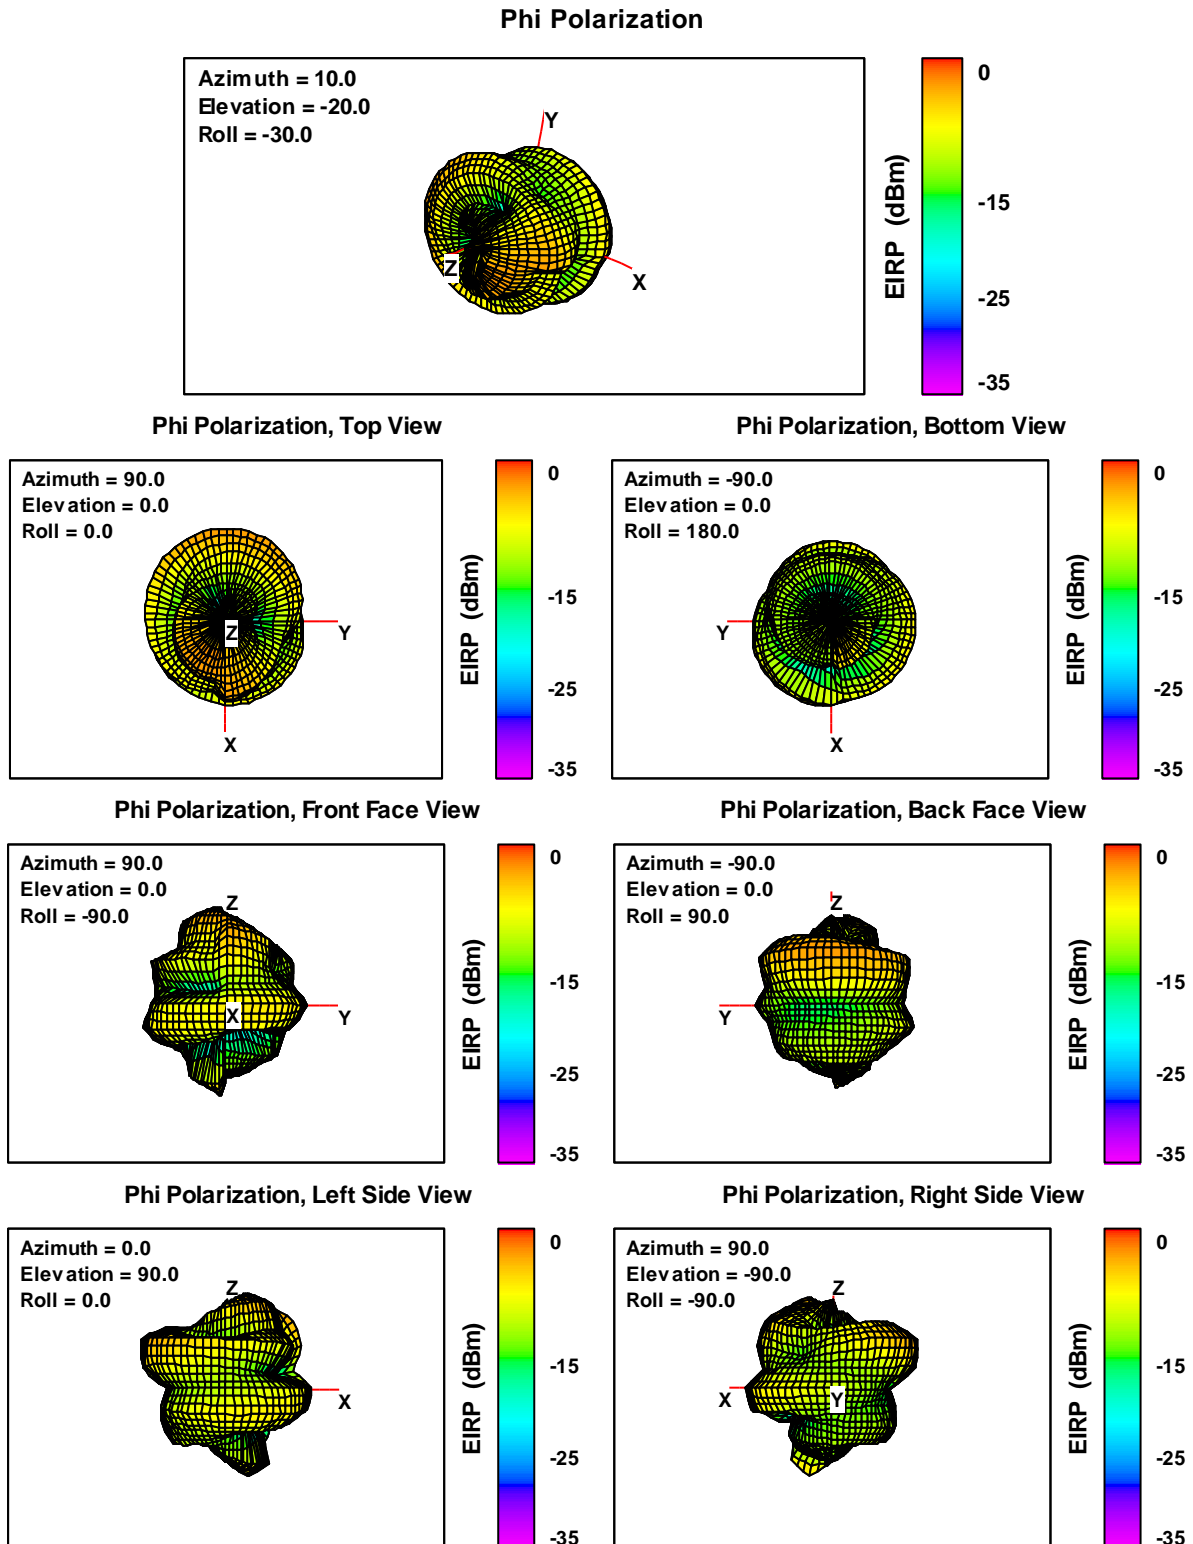 Phi Polarization
Azimuth = 10.0
Elevation = -20.0
Roll = -30.0
Y
Z
X
EIRP (dBm)
0
-15
-25
-35
Phi Polarization, Top View
Azimuth = 90.0
Elevation = 0.0
Roll = 0.0
Z
Y
X
EIRP (dBm)
0
-15
-25
-35
Phi Polarization, Bottom View
Azimuth = -90.0
Elevation = 0.0
Roll = 180.0
Y
X
EIRP (dBm)
0
-15
-25
-35
Phi Polarization, Front Face View
Azimuth = 90.0
Elevation = 0.0
Roll = -90.0
Z
X
Y
EIRP (dBm)
0
-15
-25
-35
Phi Polarization, Back Face View
Azimuth = -90.0
Elevation = 0.0
Roll = 90.0
Z
Y
EIRP (dBm)
0
-15
-25
-35
Phi Polarization, Left Side View
Azimuth = 0.0
Elevation = 90.0
Roll = 0.0
Z
X
EIRP (dBm)
0
-15
-25
-35
Phi Polarization, Right Side View
Azimuth = 90.0
Elevation = -90.0
Roll = -90.0
Z
X
Y
EIRP (dBm)
0
-15
-25
-35